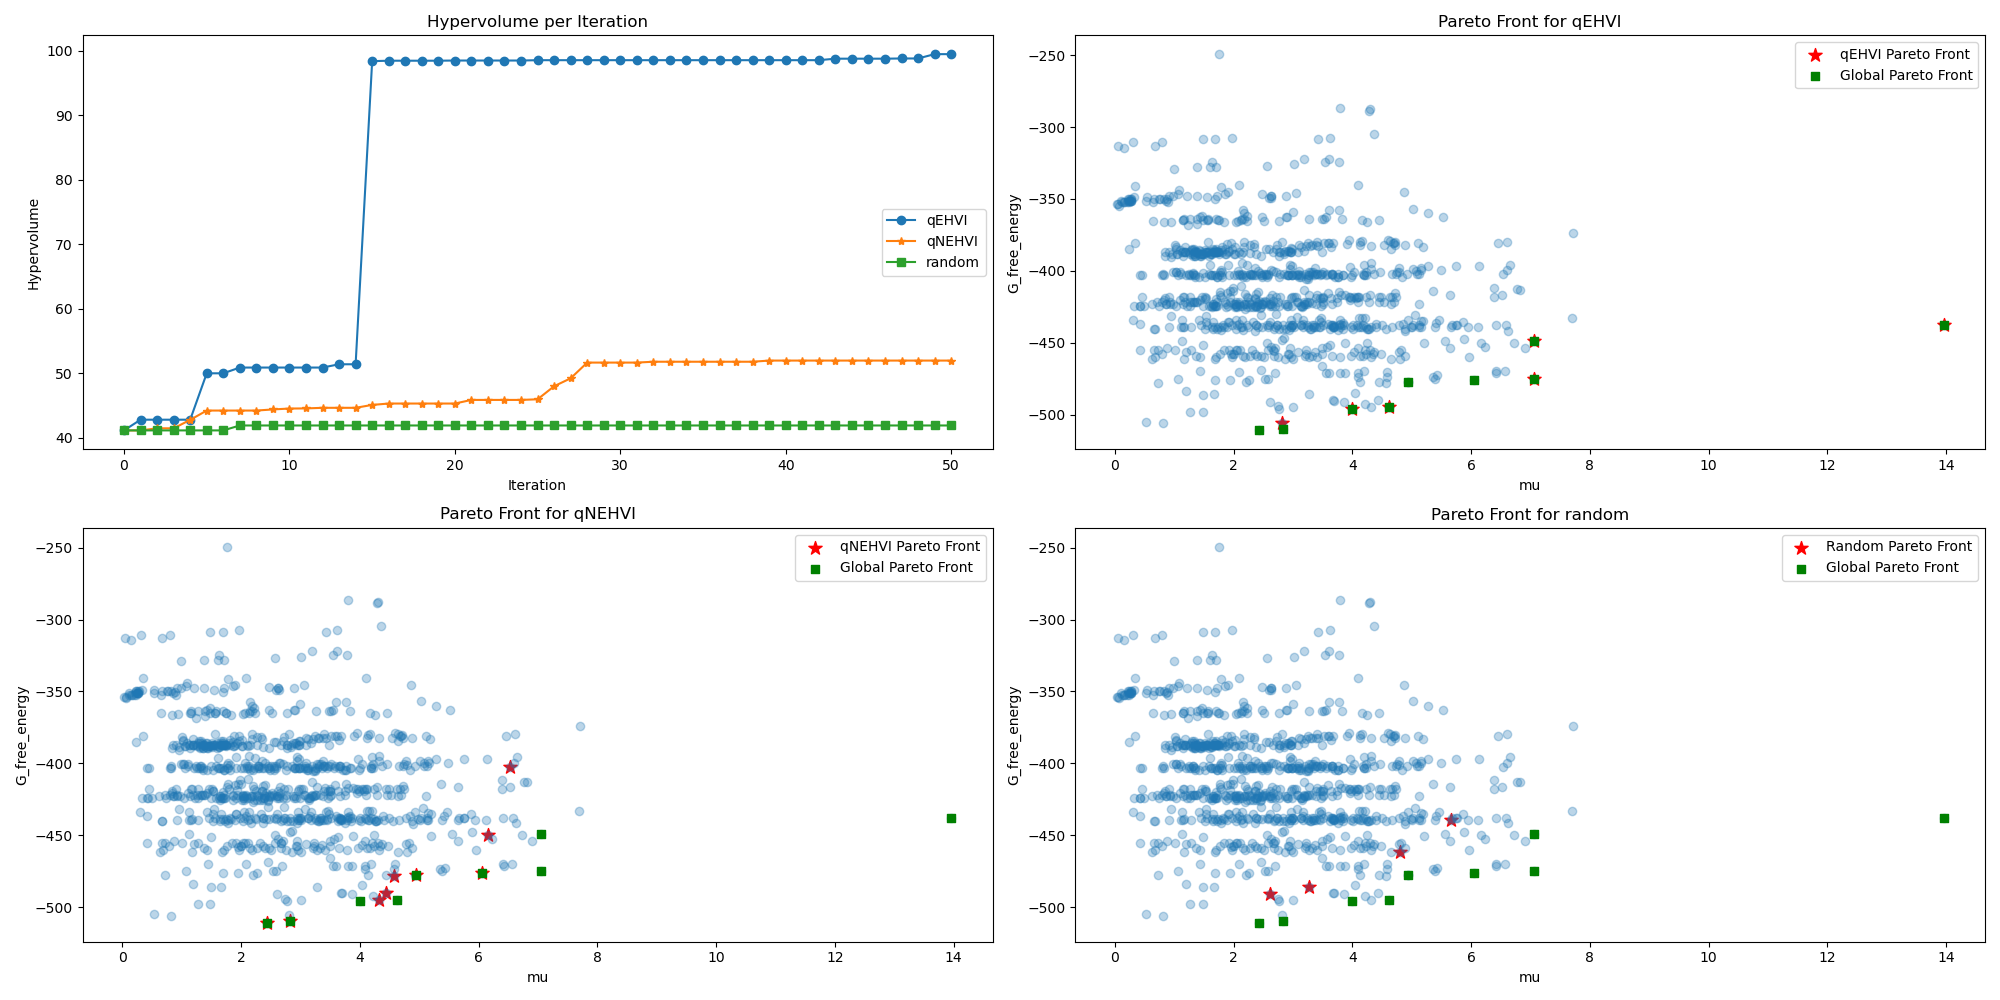 Hypervolume per Iteration
100
90
80
70
60
50
40
Hypervolume
qEHVI
qNEHVI
random
0
10
20
30
40
50
Iteration
Pareto Front for qEHVI
qEHVI Pareto Front
Global Pareto Front
−250
−300
−350
−400
−450
−500
G_free_energy
0
2
4
6
8
10
12
14
mu
Pareto Front for qNEHVI
qNEHVI Pareto Front
Global Pareto Front
−250
−300
−350
−400
−450
−500
G_free_energy
0
2
4
6
8
10
12
14
mu
Pareto Front for random
Random Pareto Front
Global Pareto Front
−250
−300
−350
−400
−450
−500
G_free_energy
0
2
4
6
8
10
12
14
mu